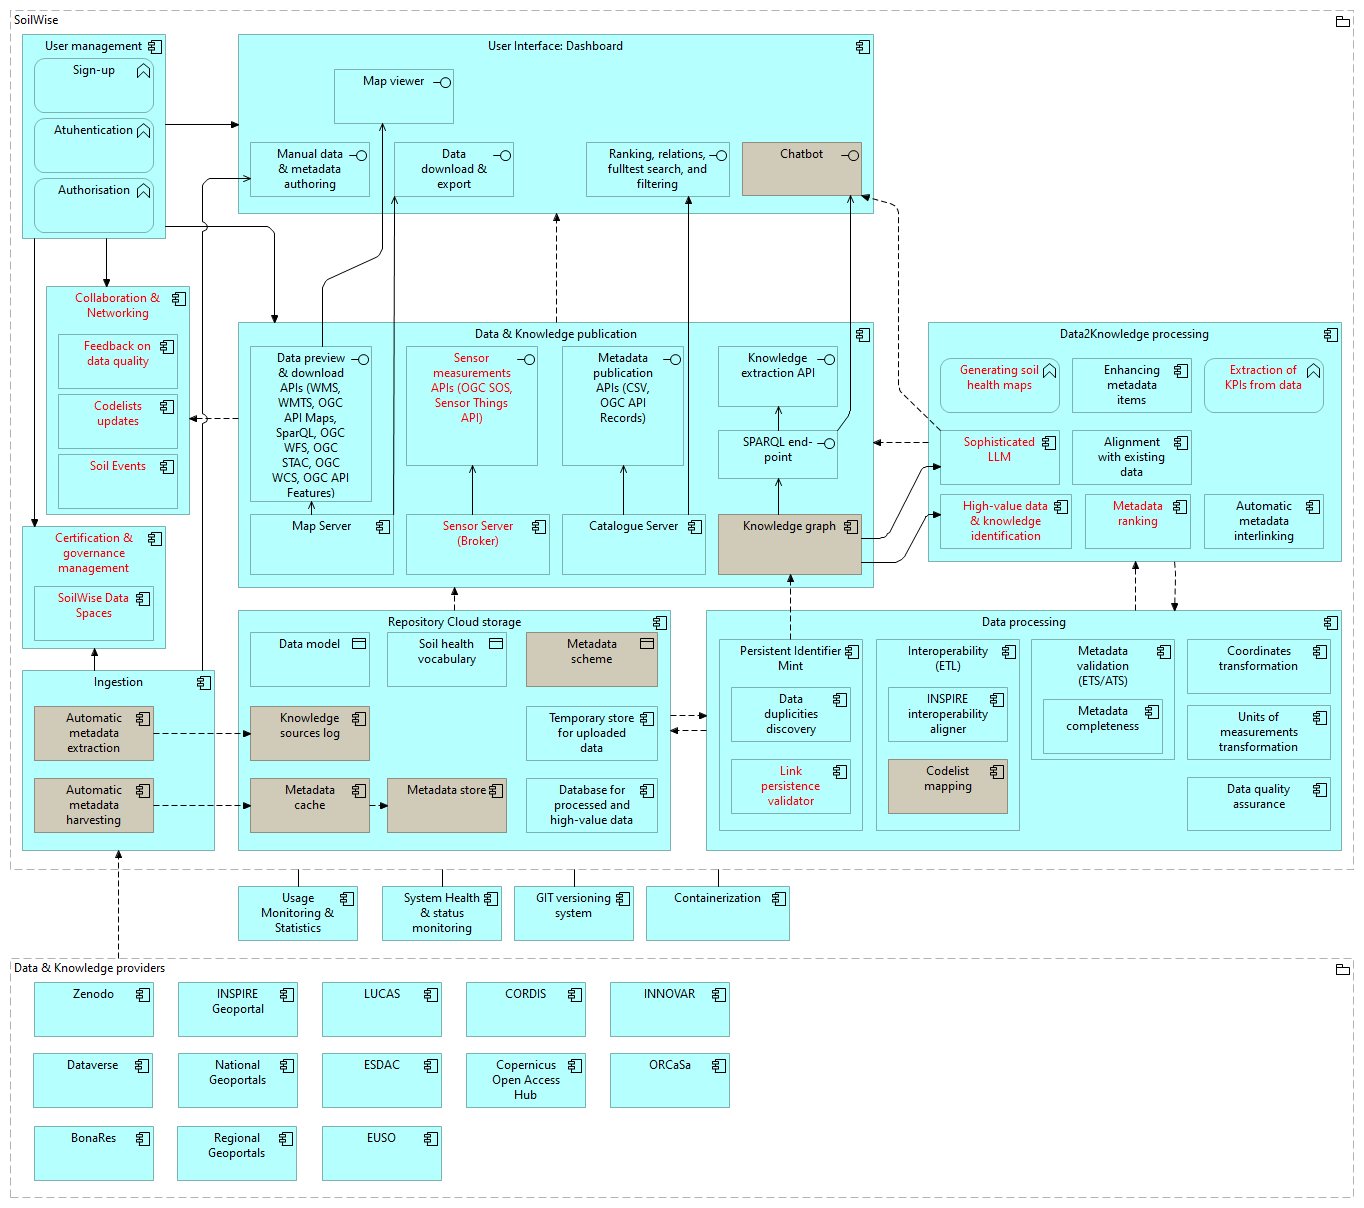 SoilWise
User management
Sign-up
Atuhentication
Authorisation
User Interface: Dashboard
Map viewer
Manual data
& metadata
authoring
Data
download &
export
Ranking, relations,
fulltest search, and
filtering
Chatbot
Collaboration &
Networking
Feedback on
data quality
Codelists
updates
Soil Events
Data & Knowledge publication
Data preview
& download
APIs (WMS,
WMTS, OGC
API Maps,
SparQL, OGC
WFS, OGC
STAC, OGC
WCS, OGC API
Features)
Sensor
measurements
APIs (OGC SOS,
Sensor Things
API)
Metadata
publication
APIs (CSV,
OGC API
Records)
Knowledge
extraction API
SPARQL end-
point
Map Server
Sensor Server
(Broker)
Catalogue Server
Knowledge graph
Data2Knowledge processing
Generating soil
health maps
Enhancing
metadata
items
Extraction of
KPIs from data
Sophisticated
LLM
Alignment
with existing
data
High-value data
& knowledge
identification
Metadata
ranking
Automatic
metadata
interlinking
Certification &
governance
management
SoilWise Data
Spaces
Ingestion
Automatic
metadata
extraction
Automatic
metadata
harvesting
Repository Cloud storage
Data model
Soil health
vocabulary
Metadata
scheme
Knowledge
sources log
Temporary store
for uploaded
data
Metadata
cache
Metadata store
Database for
processed and
high-value data
Data processing
Persistent Identifier
Mint
Data
duplicities
discovery
Link
persistence
validator
Interoperability
(ETL)
INSPIRE
interoperability
aligner
Codelist
mapping
Metadata
validation
(ETS/ATS)
Metadata
completeness
Coordinates
transformation
Units of
measurements
transformation
Data quality
assurance
Usage
Monitoring &
Statistics
System Health
& status
monitoring
GIT versioning
system
Containerization
Data & Knowledge providers
Zenodo
INSPIRE
Geoportal
LUCAS
CORDIS
INNOVAR
Dataverse
National
Geoportals
ESDAC
Copernicus
Open Access
Hub
ORCaSa
BonaRes
Regional
Geoportals
EUSO